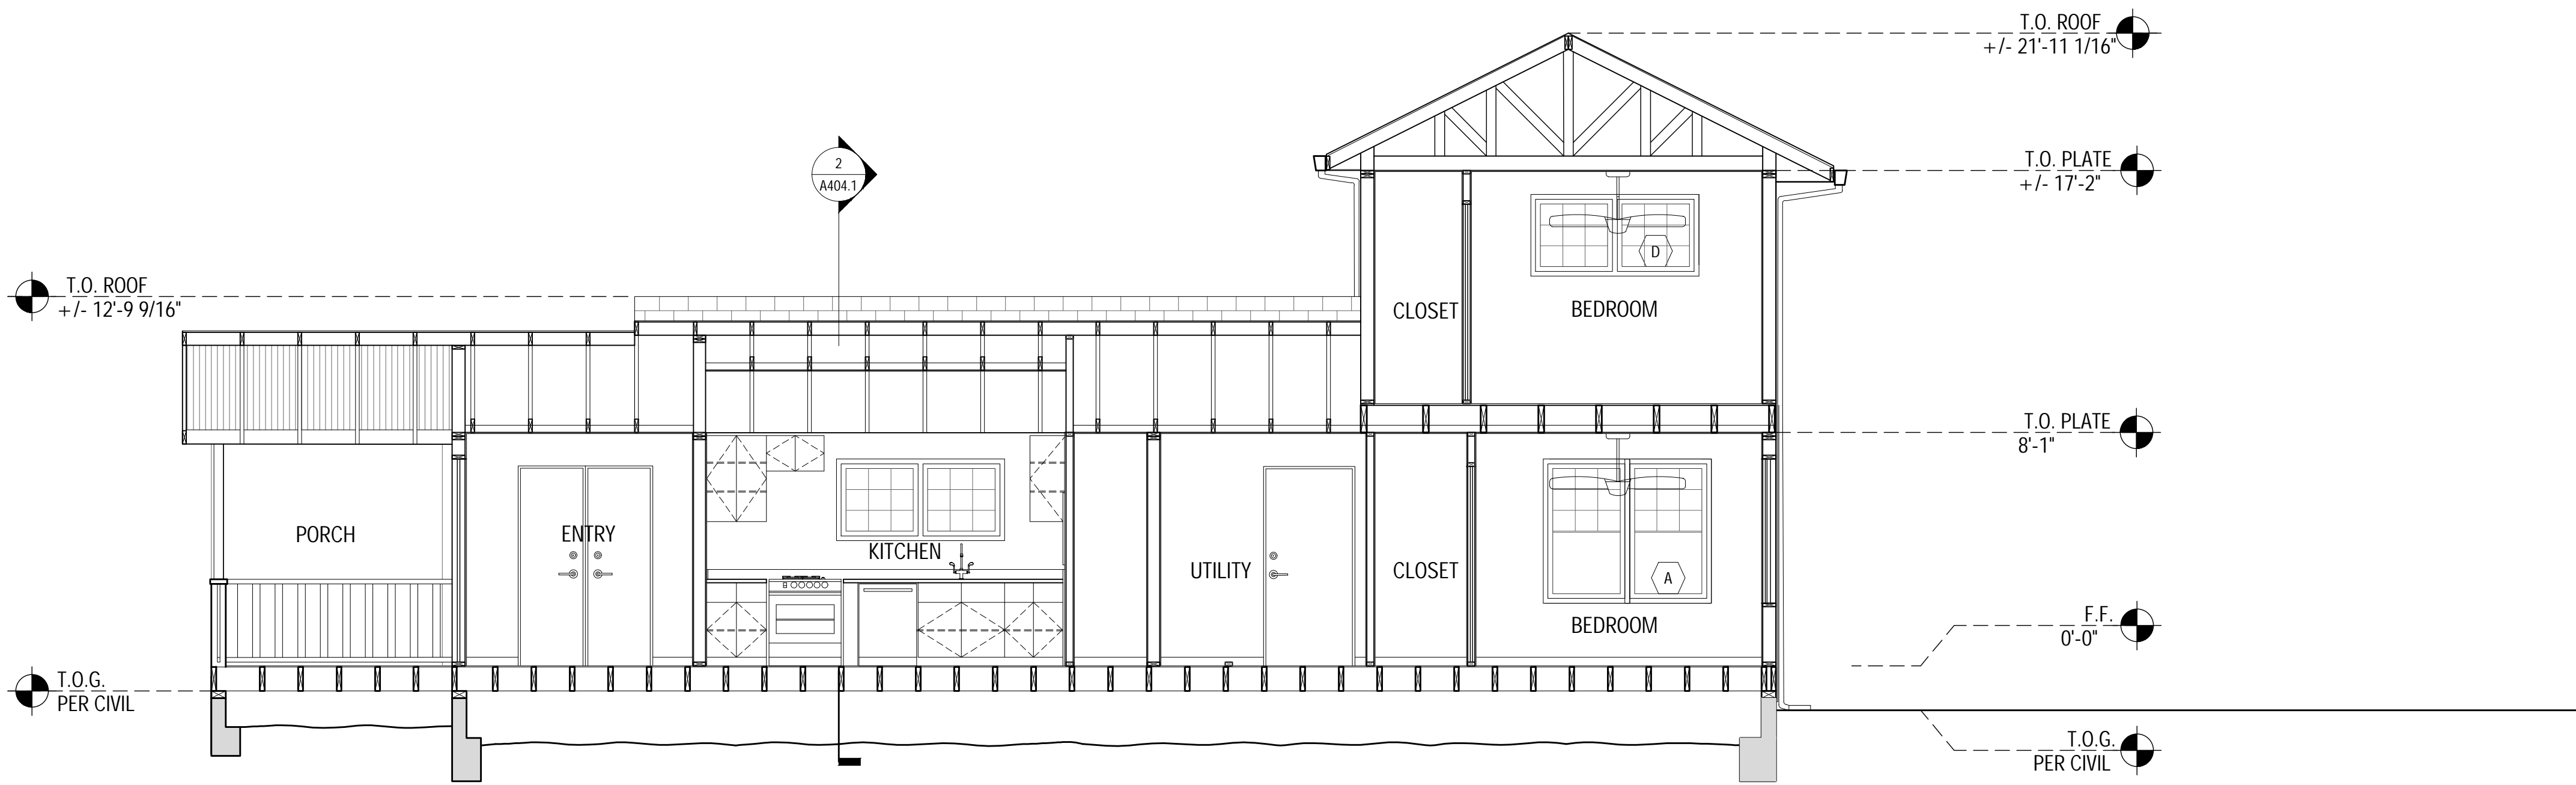 T.O. ROOF
+/- 21'-11 1/16"
2
A404.1
T.O. PLATE
+/- 17'-2"
D
T.O. ROOF
+/- 12'-9 9/16"
CLOSET
BEDROOM
T.O. PLATE
8'-1"
PORCH
ENTRY
KITCHEN
UTILITY
CLOSET
A
BEDROOM
F.F.
0'-0"
T.O.G.
PER CIVIL
T.O.G.
PER CIVIL